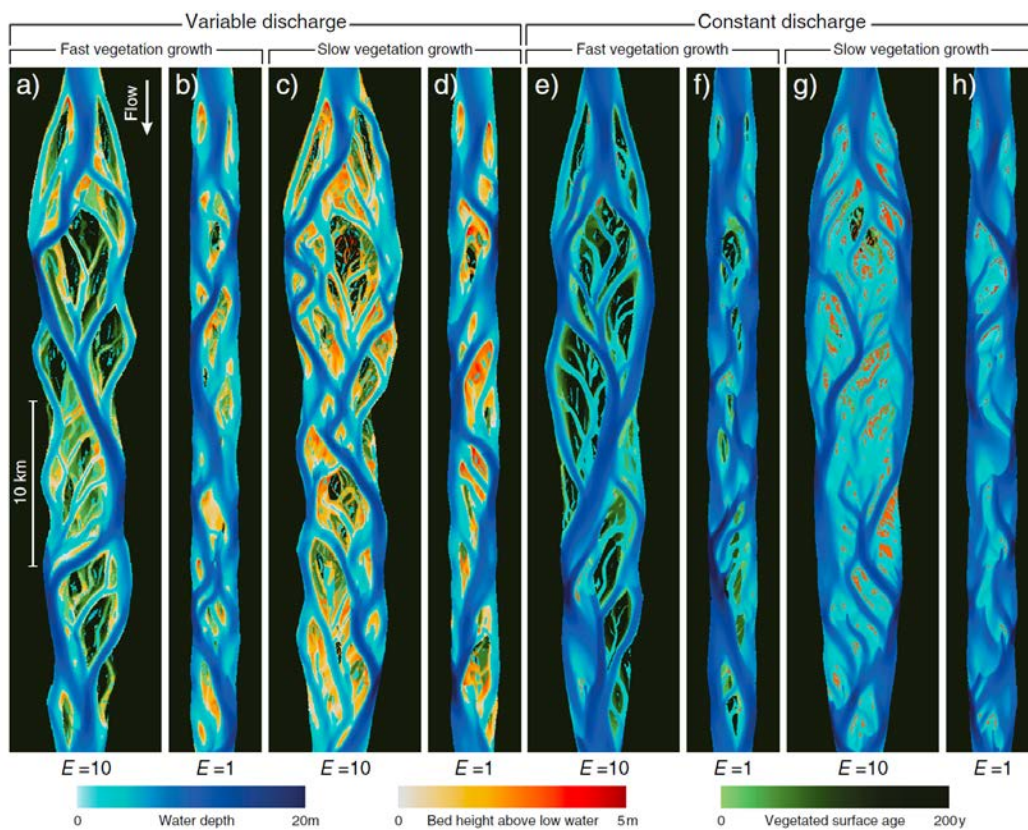 Variable discharge Constant discharge
Fast vegetation growth Slow vegetation growth Fast vegetation growth Slow vegetation growth
a) b) c) d) e) f) g) h)
Flow
10 km
E = 10 E = 1 E = 10 E = 1 E = 10 E = 1 E = 10 E = 1
0 Water depth 20m 0 Bed height above low water 5m 0 Vegetated surface age 200y